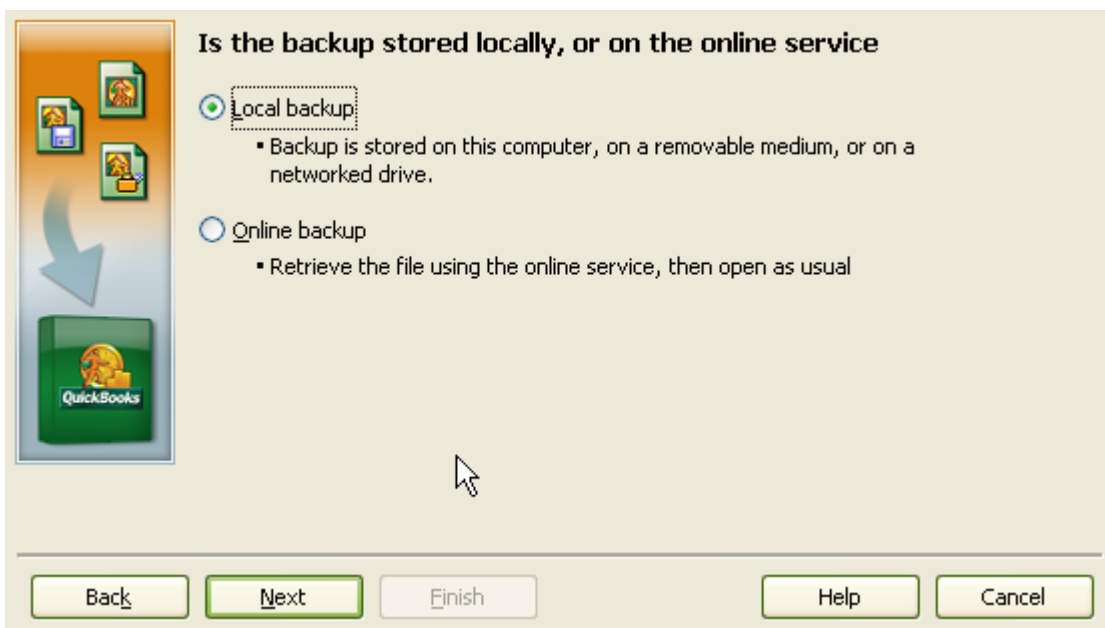 Is the backup stored locally, or on the online service
Local backup
▪ Backup is stored on this computer, on a removable medium, or on a
networked drive.
Online backup
▪ Retrieve the file using the online service, then open as usual
QuickBooks
Back
Next
Finish
Help
Cancel